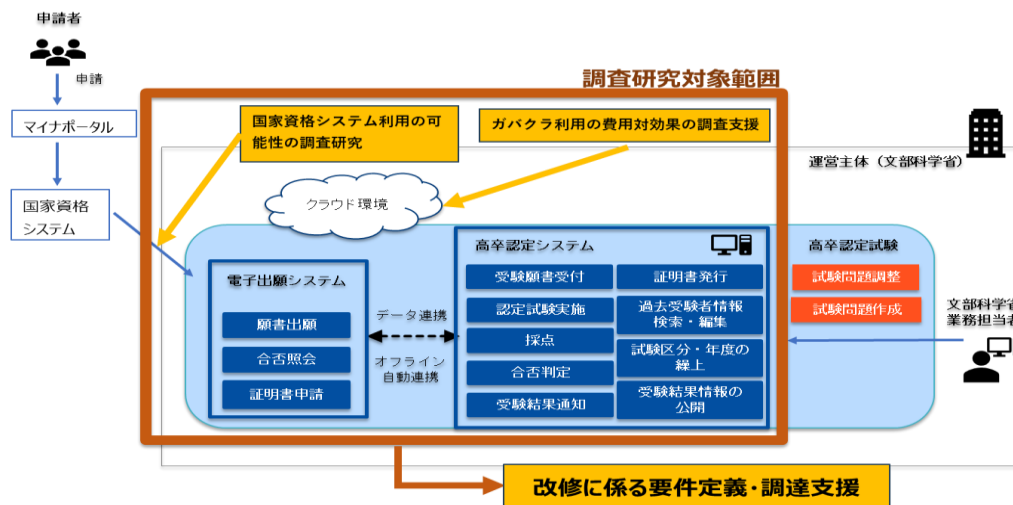 申請者
申請
マイナポータル
国家資格
システム
調査研究対象範囲
国家資格システム利用の可
能性の調査研究
ガバクラ利用の費用対効果の調査支援
運営主体（文部科学省）
クラウド環境
電子出願システム
願書出願
合否照会
証明書申請
データ連携
オフライン
自動連携
高卒認定システム
受験願書受付
認定試験実施
採点
合否判定
受験結果通知
証明書発行
過去受験者情報
検索・編集
試験区分・年度の
繰上
受験結果情報の
公開
高卒認定試験
試験問題調整
試験問題作成
文部科学省
業務担当者
改修に係る要件定義・調達支援